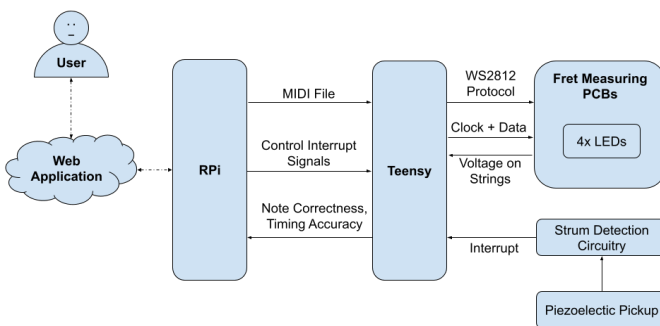 User
Web
Application
RPi
MIDI File
Control Interrupt
Signals
Note Correctness,
Timing Accuracy
Teensy
WS2812
Protocol
Clock + Data
Voltage on
Strings
Interrupt
Fret Measuring
PCBs
4x LEDs
Strum Detection
Circuitry
Piezoelectic Pickup